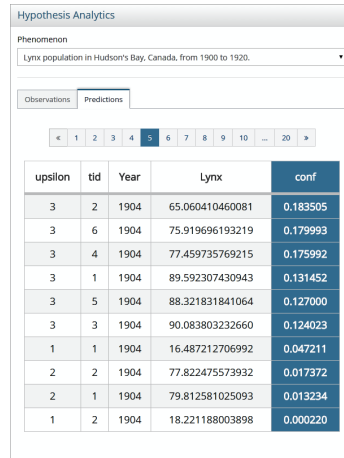 Hypothesis Analytics
Phenomenon
Lynx population in Hudson's Bay, Canada, from 1900 to 1920.
Observations Predictions
« 1 2 3 4 5 6 7 8 9 10 ... 20 »
upsilon tid Year Lynx conf
3 2 1904 65.060410460081 0.183505
3 6 1904 75.919696193219 0.179993
3 4 1904 77.459735769215 0.175992
3 1 1904 89.592307430943 0.131452
3 5 1904 88.321831841064 0.127000
3 3 1904 90.083803232660 0.124023
1 1 1904 16.487212706992 0.047211
2 2 1904 77.822475573932 0.017372
2 1 1904 79.812581025093 0.013234
1 2 1904 18.221188003898 0.000220